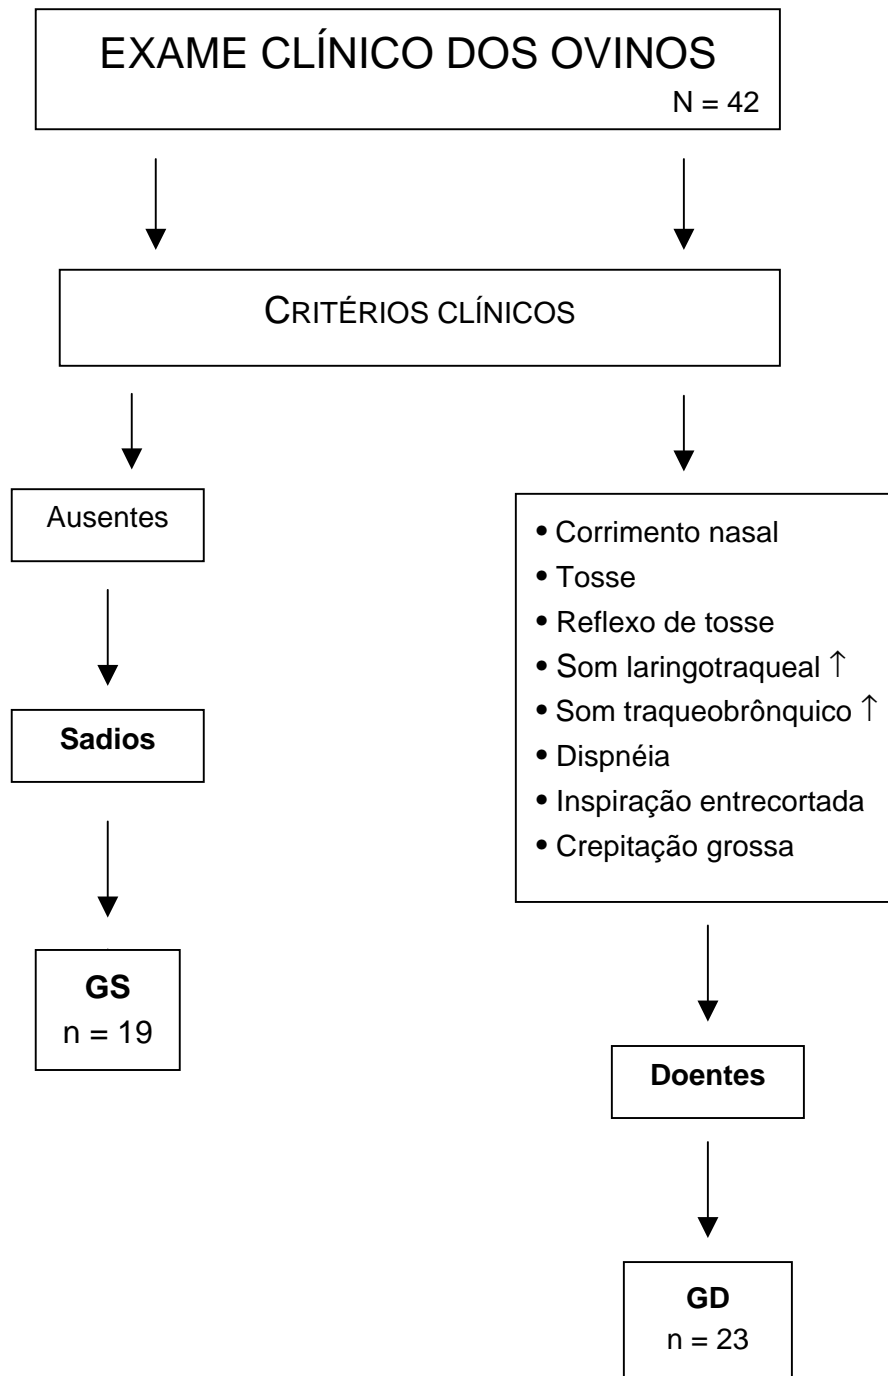 EXAME CLÍNICO DOS OVINOS
N = 42
CRITÉRIOS CLÍNICOS
Ausentes
Sadios
GS
n = 19
• Corrimento nasal
• Tosse
• Reflexo de tosse
• Som laringotraqueal ↑
• Som traqueobrônquico ↑
• Dispnéia
• Inspiração entrecortada
• Crepitação grossa
Doentes
GD
n = 23